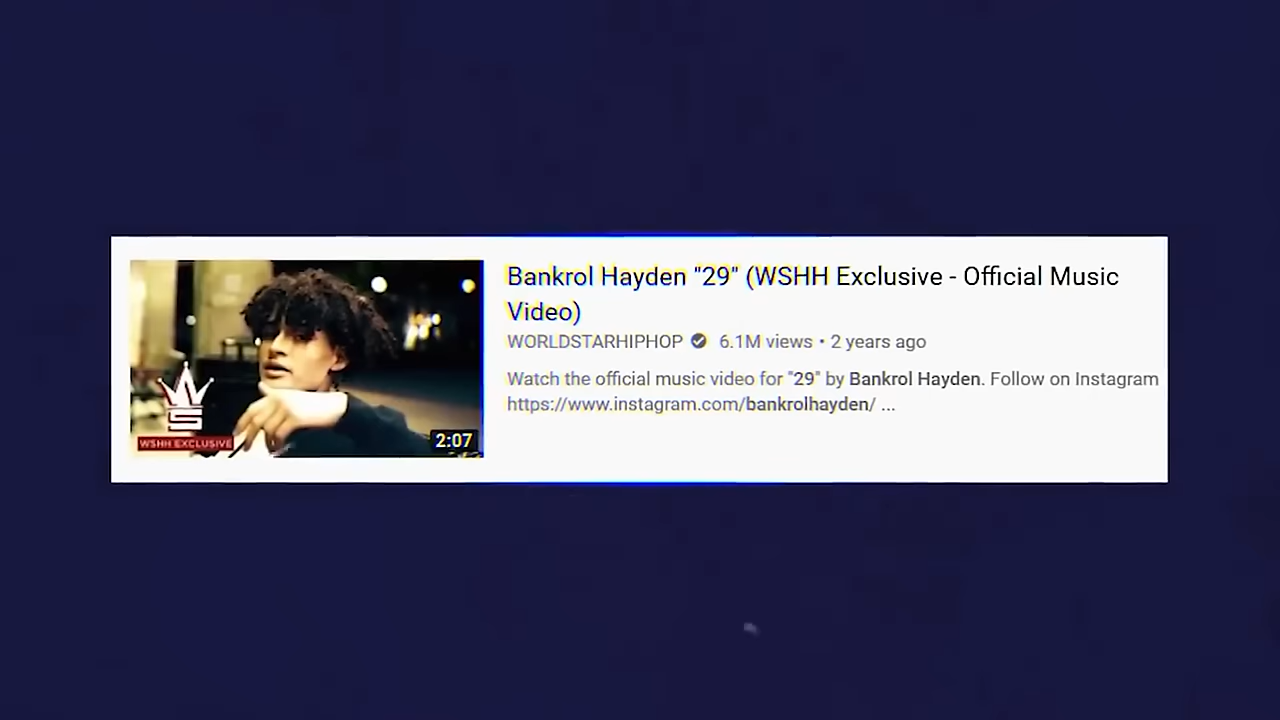 Bankrol Hayden "29" (WSHH Exclusive - Official Music
Video)
WORLDSTARHIPHOP 6.1M views • 2 years ago
Watch the official music video for "29" by Bankrol Hayden. Follow on Instagram
https://www.instagram.com/bankrolhayden/ ...
WS
WSHH EXCLUSIVE
2:07